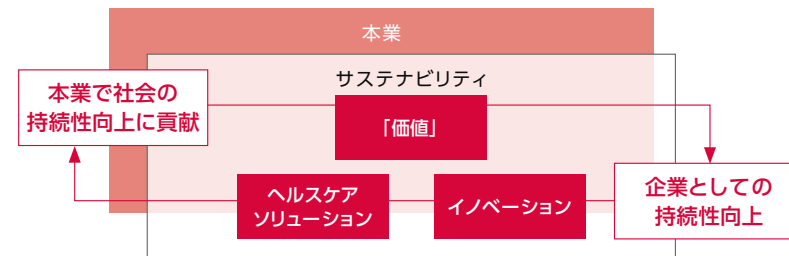 本業
サステナビリティ
本業で社会の
持続性向上に貢献
「価値」
ヘルスケア
ソリューション
イノベーション
企業としての
持続性向上